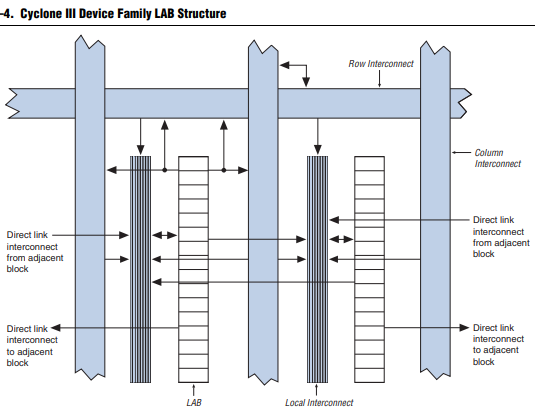 -4. Cyclone III Device Family LAB Structure
Row Interconnect
Column
Interconnect
Direct link
interconnect
from adjacent
block
Direct link
interconnect
from adjacent
block
Direct link
interconnect
to adjacent
block
Direct link
interconnect
to adjacent
block
LAB
Local Interconnect